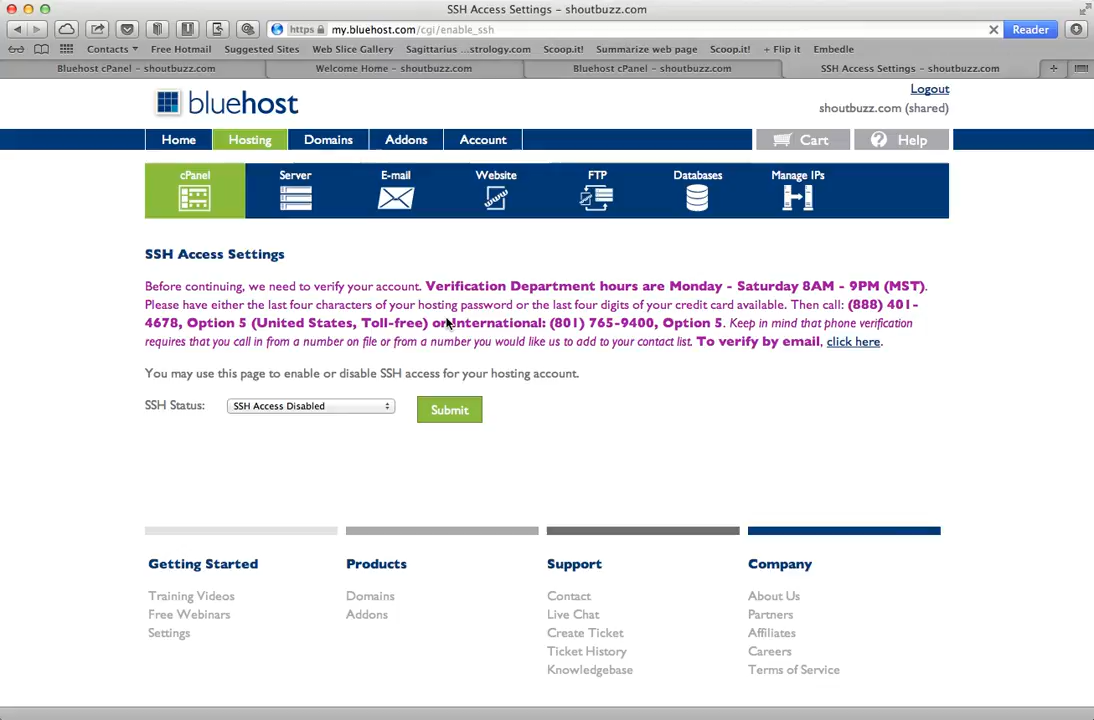 SSH Access Settings – shoutbuzz.com
https my.bluehost.com/cgi/enable_ssh
Reader
Contacts Free Hotmail Suggested Sites Web Slice Gallery Sagittarius ...strology.com Scoop.it! Summarize web page Scoop.it! + Flip it Embedle
Bluehost cPanel – shoutbuzz.com Welcome Home – shoutbuzz.com Bluehost cPanel – shoutbuzz.com SSH Access Settings – shoutbuzz.com
Logout
bluehost
shoutbuzz.com (shared)
Home Hosting Domains Addons Account Cart ? Help
cPanel Server E-mail Website FTP Databases Manage IPs
www
SSH Access Settings
Before continuing, we need to verify your account. Verification Department hours are Monday - Saturday 8AM - 9PM (MST).
Please have either the last four characters of your hosting password or the last four digits of your credit card available. Then call: (888) 401-
4678, Option 5 (United States, Toll-free) or International: (801) 765-9400, Option 5. Keep in mind that phone verification
requires that you call in from a number on file or from a number you would like us to add to your contact list. To verify by email, click here.
You may use this page to enable or disable SSH access for your hosting account.
SSH Status: SSH Access Disabled Submit
Getting Started Products Support Company
Training Videos Domains Contact About Us
Free Webinars Addons Live Chat Partners
Settings Create Ticket Affiliates
Ticket History Careers
Knowledgebase Terms of Service